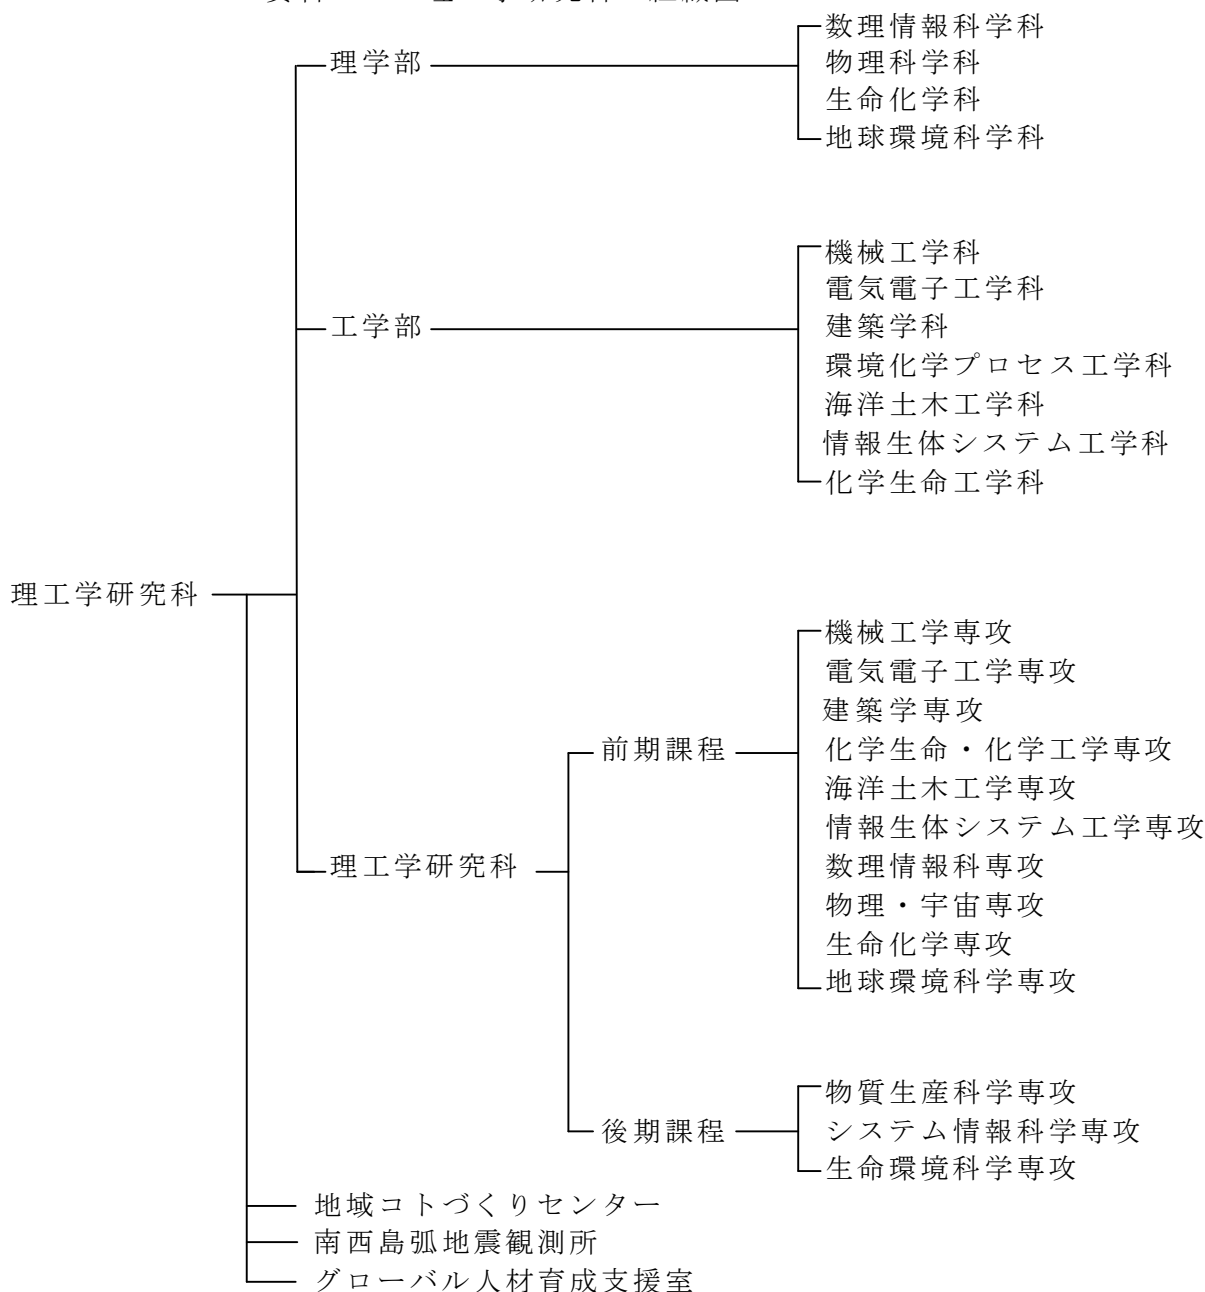 理学部
数理情報科学科
物理科学科
生命化学科
地球環境科学科
工学部
機械工学科
電気電子工学科
建築学科
環境化学プロセス工学科
海洋土木工学科
情報生体システム工学科
化学生命工学科
理工学研究科
理工学研究科
前期課程
機械工学専攻
電気電子工学専攻
建築学専攻
化学生命・化学工学専攻
海洋土木工学専攻
情報生体システム工学専攻
数理情報科専攻
物理・宇宙専攻
生命化学専攻
地球環境科学専攻
後期課程
物質生産科学専攻
システム情報科学専攻
生命環境科学専攻
地域コトづくりセンター
南西島弧地震観測所
グローバル人材育成支援室